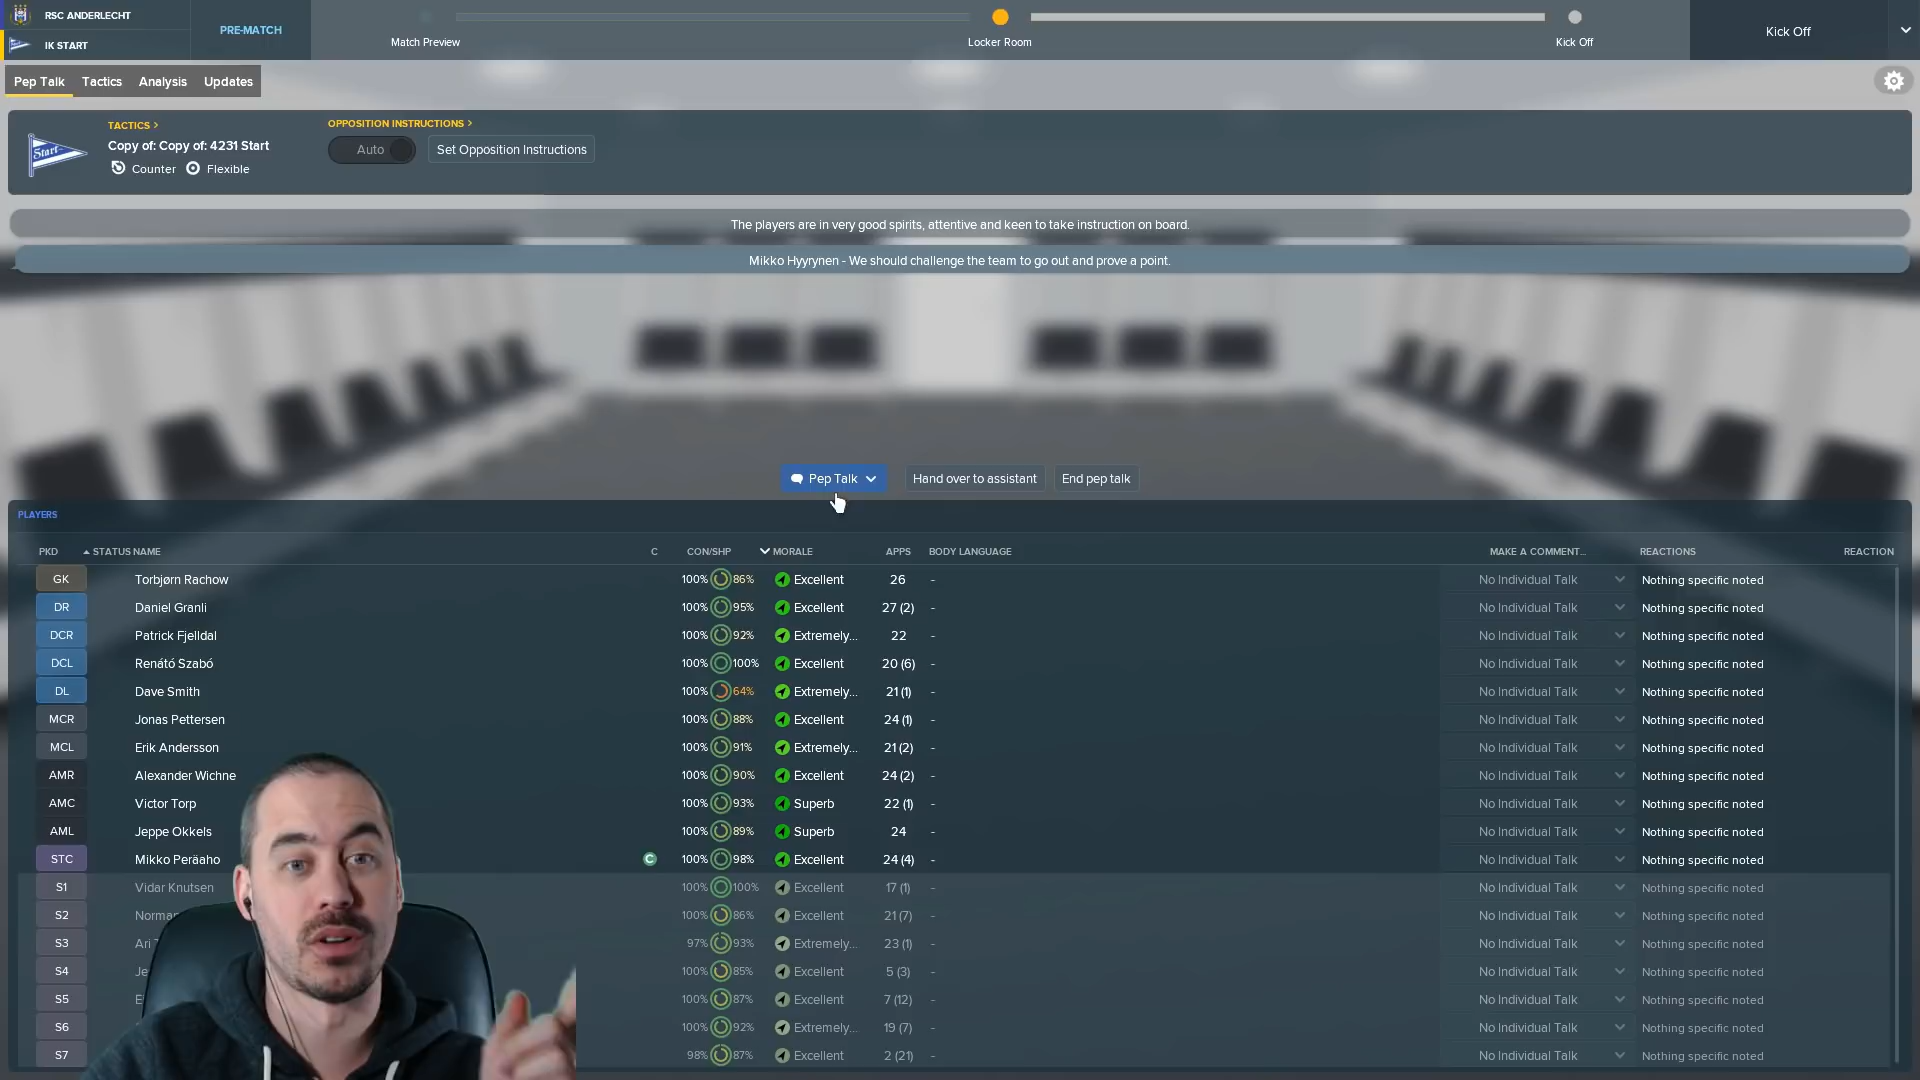 RSC ANDERLECHT
IK START
PRE-MATCH
Match Preview
Locker Room
Kick Off
Kick Off
Pep Talk
Tactics
Analysis
Updates
Start
TACTICS >
Copy of: Copy of: 4231 Start
Counter
Flexible
OPPOSITION INSTRUCTIONS >
Auto
Set Opposition Instructions
The players are in very good spirits, attentive and keen to take instruction on board.
Mikko Hyyrynen - We should challenge the team to go out and prove a point.
Pep Talk
Hand over to assistant
End pep talk
PLAYERS
PKD STATUS NAME C CON/SHP MORALE APPS BODY LANGUAGE MAKE A COMMENT... REACTIONS REACTION
GK Torbjørn Rachow 100% 86% Excellent 26 - No Individual Talk Nothing specific noted
DR Daniel Granli 100% 95% Excellent 27 (2) - No Individual Talk Nothing specific noted
DCR Patrick Fjelldal 100% 92% Extremely... 22 - No Individual Talk Nothing specific noted
DCL Renátó Szabó 100% 100% Excellent 20 (6) - No Individual Talk Nothing specific noted
DL Dave Smith 100% 64% Extremely... 21 (1) - No Individual Talk Nothing specific noted
MCR Jonas Pettersen 100% 88% Excellent 24 (1) - No Individual Talk Nothing specific noted
MCL Erik Andersson 100% 91% Extremely... 21 (2) - No Individual Talk Nothing specific noted
AMR Alexander Wichne 100% 90% Excellent 24 (2) - No Individual Talk Nothing specific noted
AMC Victor Torp 100% 93% Superb 22 (1) - No Individual Talk Nothing specific noted
AML Jeppe Okkels 100% 89% Superb 24 - No Individual Talk Nothing specific noted
STC Mikko Peräaho C 100% 98% Excellent 24 (4) - No Individual Talk Nothing specific noted
S1 Vidar Knutsen 100% 100% Excellent 17 (1) - No Individual Talk Nothing specific noted
S2 Norma 100% 86% Excellent 21 (7) - No Individual Talk Nothing specific noted
S3 Ari 97% 93% Extremely... 23 (1) - No Individual Talk Nothing specific noted
S4 Je 100% 85% Excellent 5 (3) - No Individual Talk Nothing specific noted
S5 100% 87% Excellent 7 (12) - No Individual Talk Nothing specific noted
S6 100% 92% Extremely... 19 (7) - No Individual Talk Nothing specific noted
S7 98% 87% Excellent 2 (21) - No Individual Talk Nothing specific noted